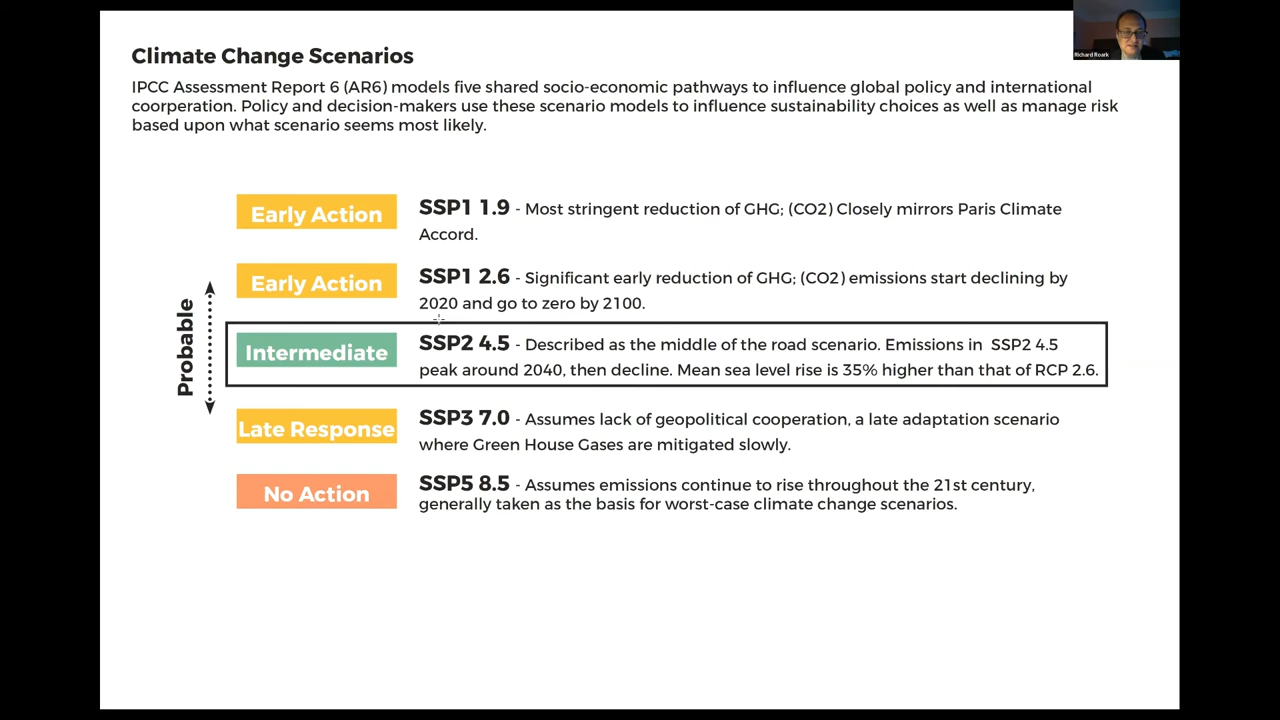 Richard Roark
Climate Change Scenarios
IPCC Assessment Report 6 (AR6) models five shared socio-economic pathways to influence global policy and international
coorperation. Policy and decision-makers use these scenario models to influence sustainability choices as well as manage risk
based upon what scenario seems most likely.
Early Action
SSP1 1.9 - Most stringent reduction of GHG; (CO2) Closely mirrors Paris Climate
Accord.
Early Action
SSP1 2.6 - Significant early reduction of GHG; (CO2) emissions start declining by
2020 and go to zero by 2100.
Probable
Intermediate
SSP2 4.5 - Described as the middle of the road scenario. Emissions in SSP2 4.5
peak around 2040, then decline. Mean sea level rise is 35% higher than that of RCP 2.6.
Late Response
SSP3 7.0 - Assumes lack of geopolitical cooperation, a late adaptation scenario
where Green House Gases are mitigated slowly.
No Action
SSP5 8.5 - Assumes emissions continue to rise throughout the 21st century,
generally taken as the basis for worst-case climate change scenarios.